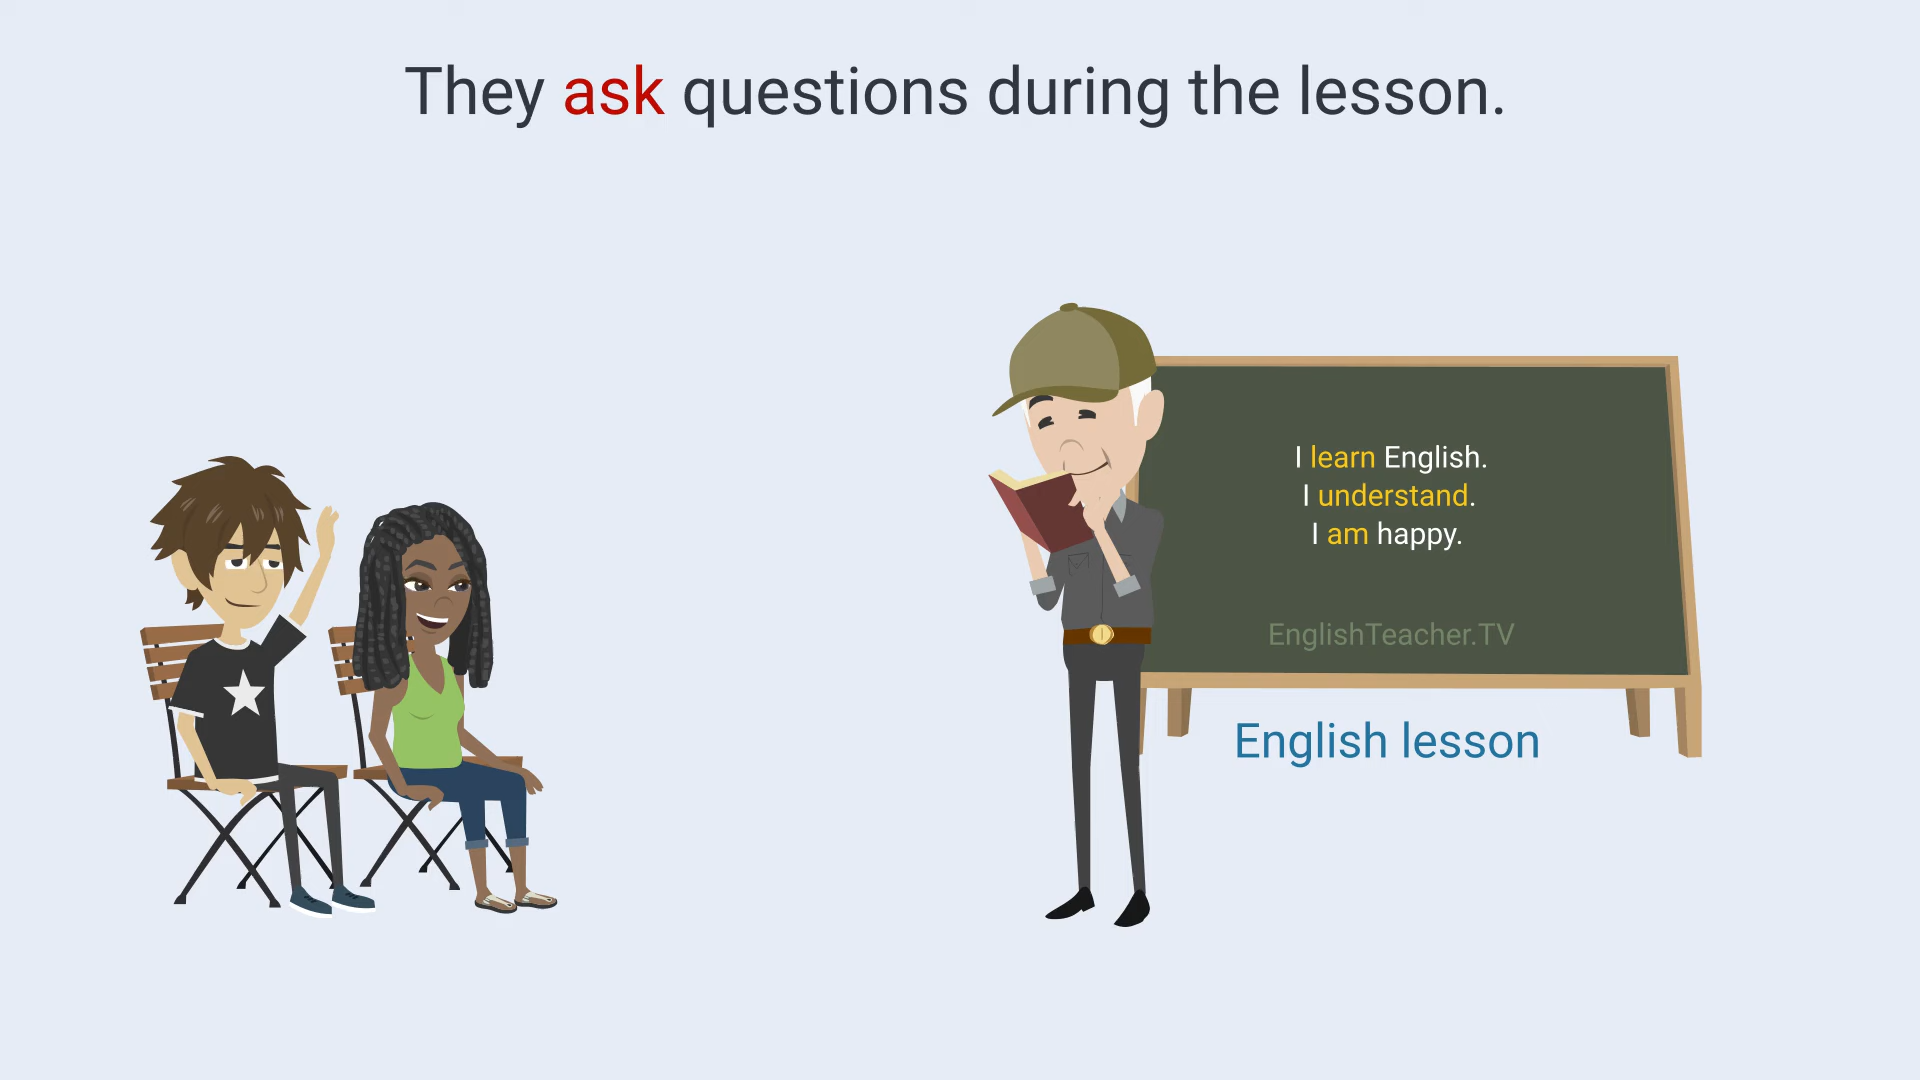 They ask questions during the lesson.
I learn English.
I understand.
I am happy.
EnglishTeacher.TV
English lesson